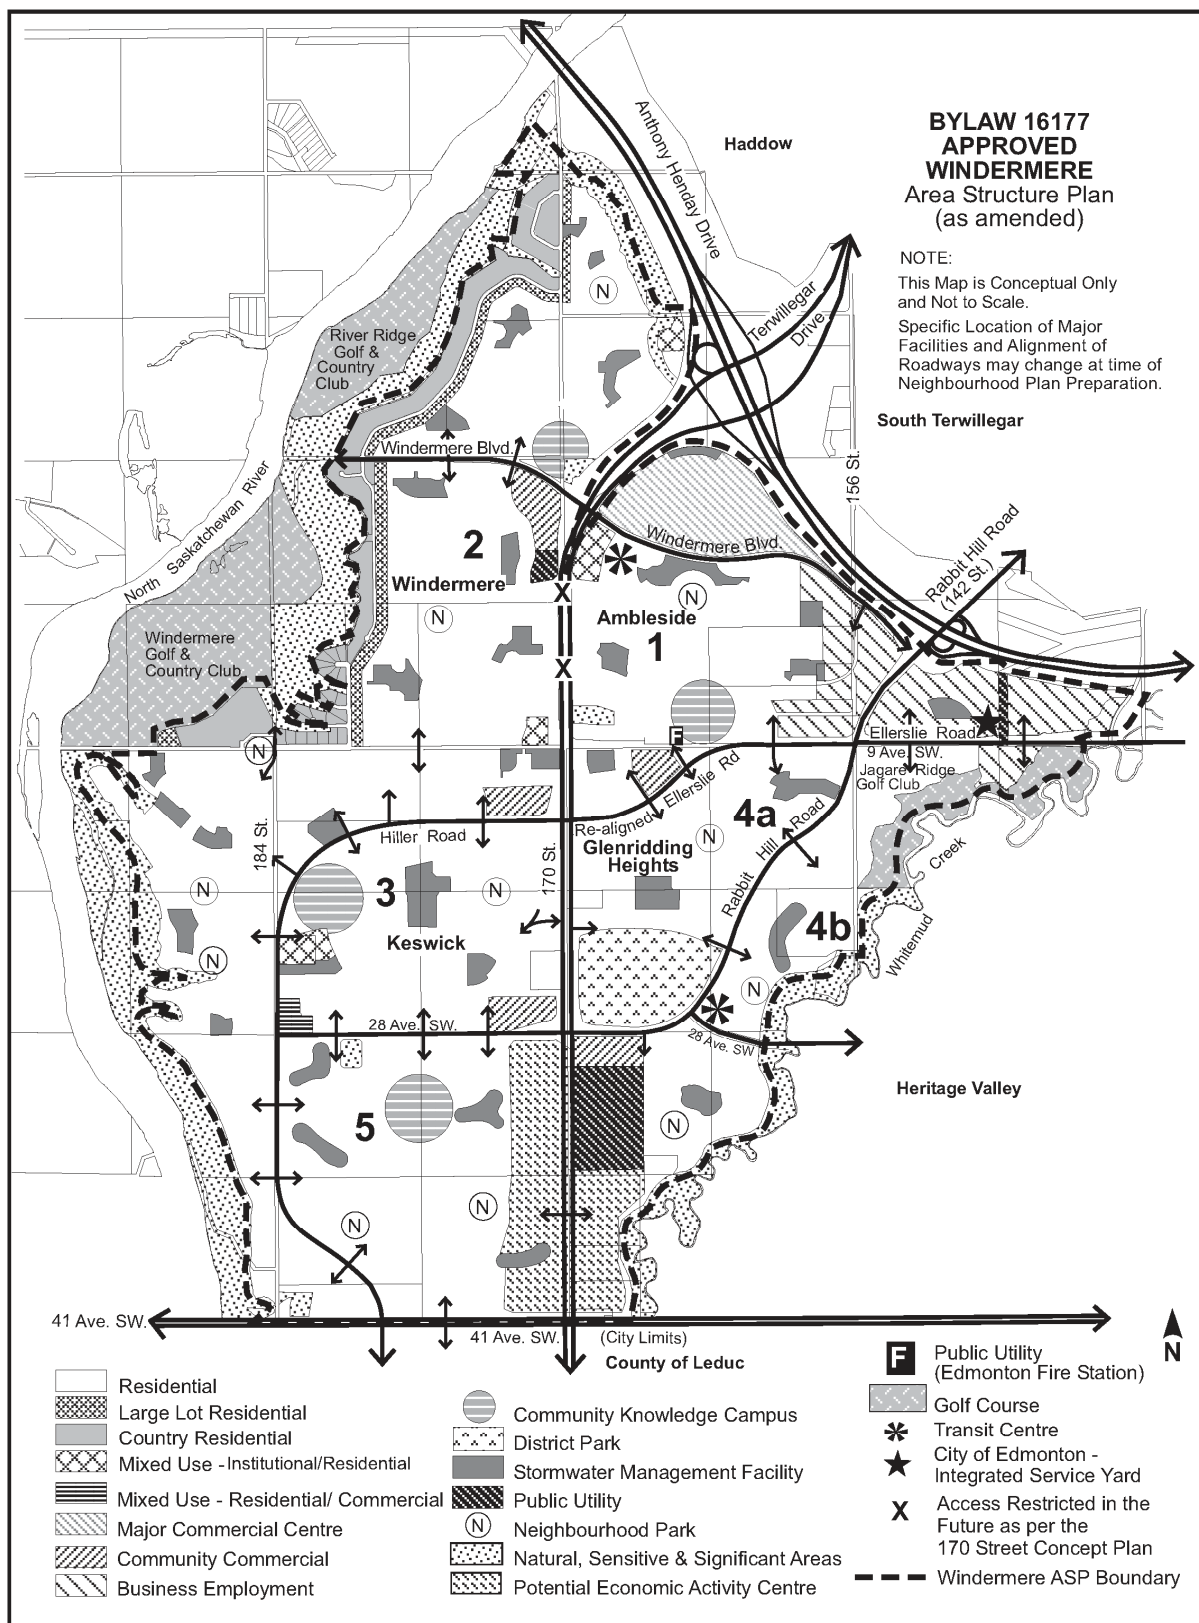 BYLAW 16177
APPROVED
WINDERMERE
Area Structure Plan
(as amended)
NOTE:
This Map is Conceptual Only
and Not to Scale.
Specific Location of Major
Facilities and Alignment of
Roadways may change at time of
Neighbourhood Plan Preparation.
Haddow
Anthony Henday Drive
Terwillegar
Drive
South Terwillegar
N
River Ridge
Golf &
Country
Club
Windermere Blvd.
156 St.
North Saskatchewan River
2
Windermere
Windermere Blvd.
Rabbit Hill Road
(142 St.)
X
N
N
Ambleside
1
Windermere
Golf &
Country Club
X
F
N
Ellerslie Road
9 Ave. SW.
Jagare Ridge
Golf Club
Ellerslie Rd
Re-aligned
4a
N
Hiller Road
184 St.
170 St.
Glenridding
Heights
Rabbit Hill Road
Creek
Whitemud
N
3
N
Keswick
4b
N
N
28 Ave. SW.
28 Ave. SW
Heritage Valley
5
N
N
N
41 Ave. SW.
41 Ave. SW.
(City Limits)
County of Leduc
N
Residential
Large Lot Residential
Country Residential
Mixed Use - Institutional/Residential
Mixed Use - Residential/ Commercial
Major Commercial Centre
Community Commercial
Business Employment
Community Knowledge Campus
District Park
Stormwater Management Facility
Public Utility
N Neighbourhood Park
Natural, Sensitive & Significant Areas
Potential Economic Activity Centre
F Public Utility
(Edmonton Fire Station)
Golf Course
Transit Centre
City of Edmonton -
Integrated Service Yard
X Access Restricted in the
Future as per the
170 Street Concept Plan
Windermere ASP Boundary